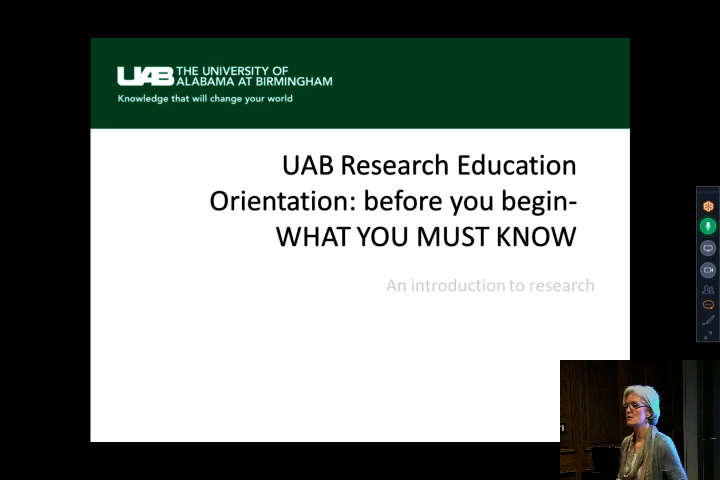 UAB THE UNIVERSITY OF
ALABAMA AT BIRMINGHAM
Knowledge that will change your world
UAB Research Education
Orientation: before you begin-
WHAT YOU MUST KNOW
An introduction to research